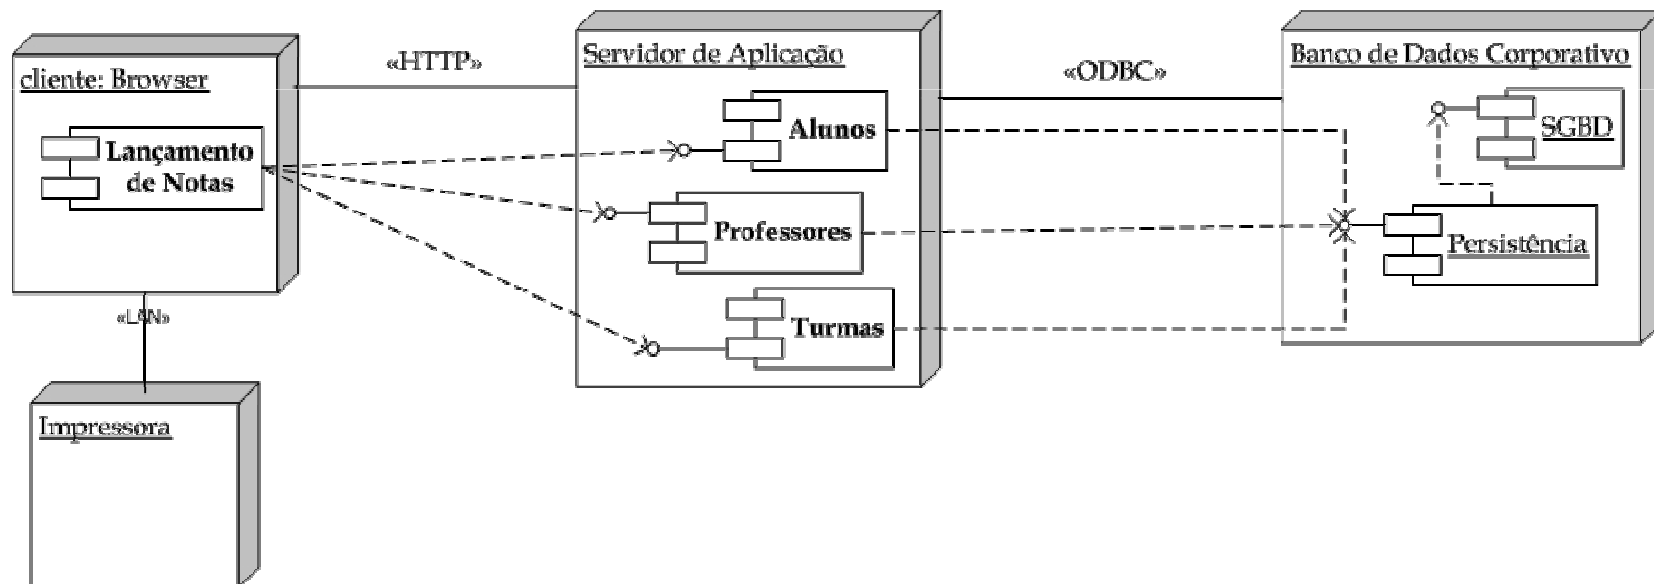 cliente: Browser
Lançamento
de Notas
«HTTP»
Servidor de Aplicação
Alunos
Professores
Turmas
«ODBC»
Banco de Dados Corporativo
SGBD
Persistência
«LAN»
Impressora